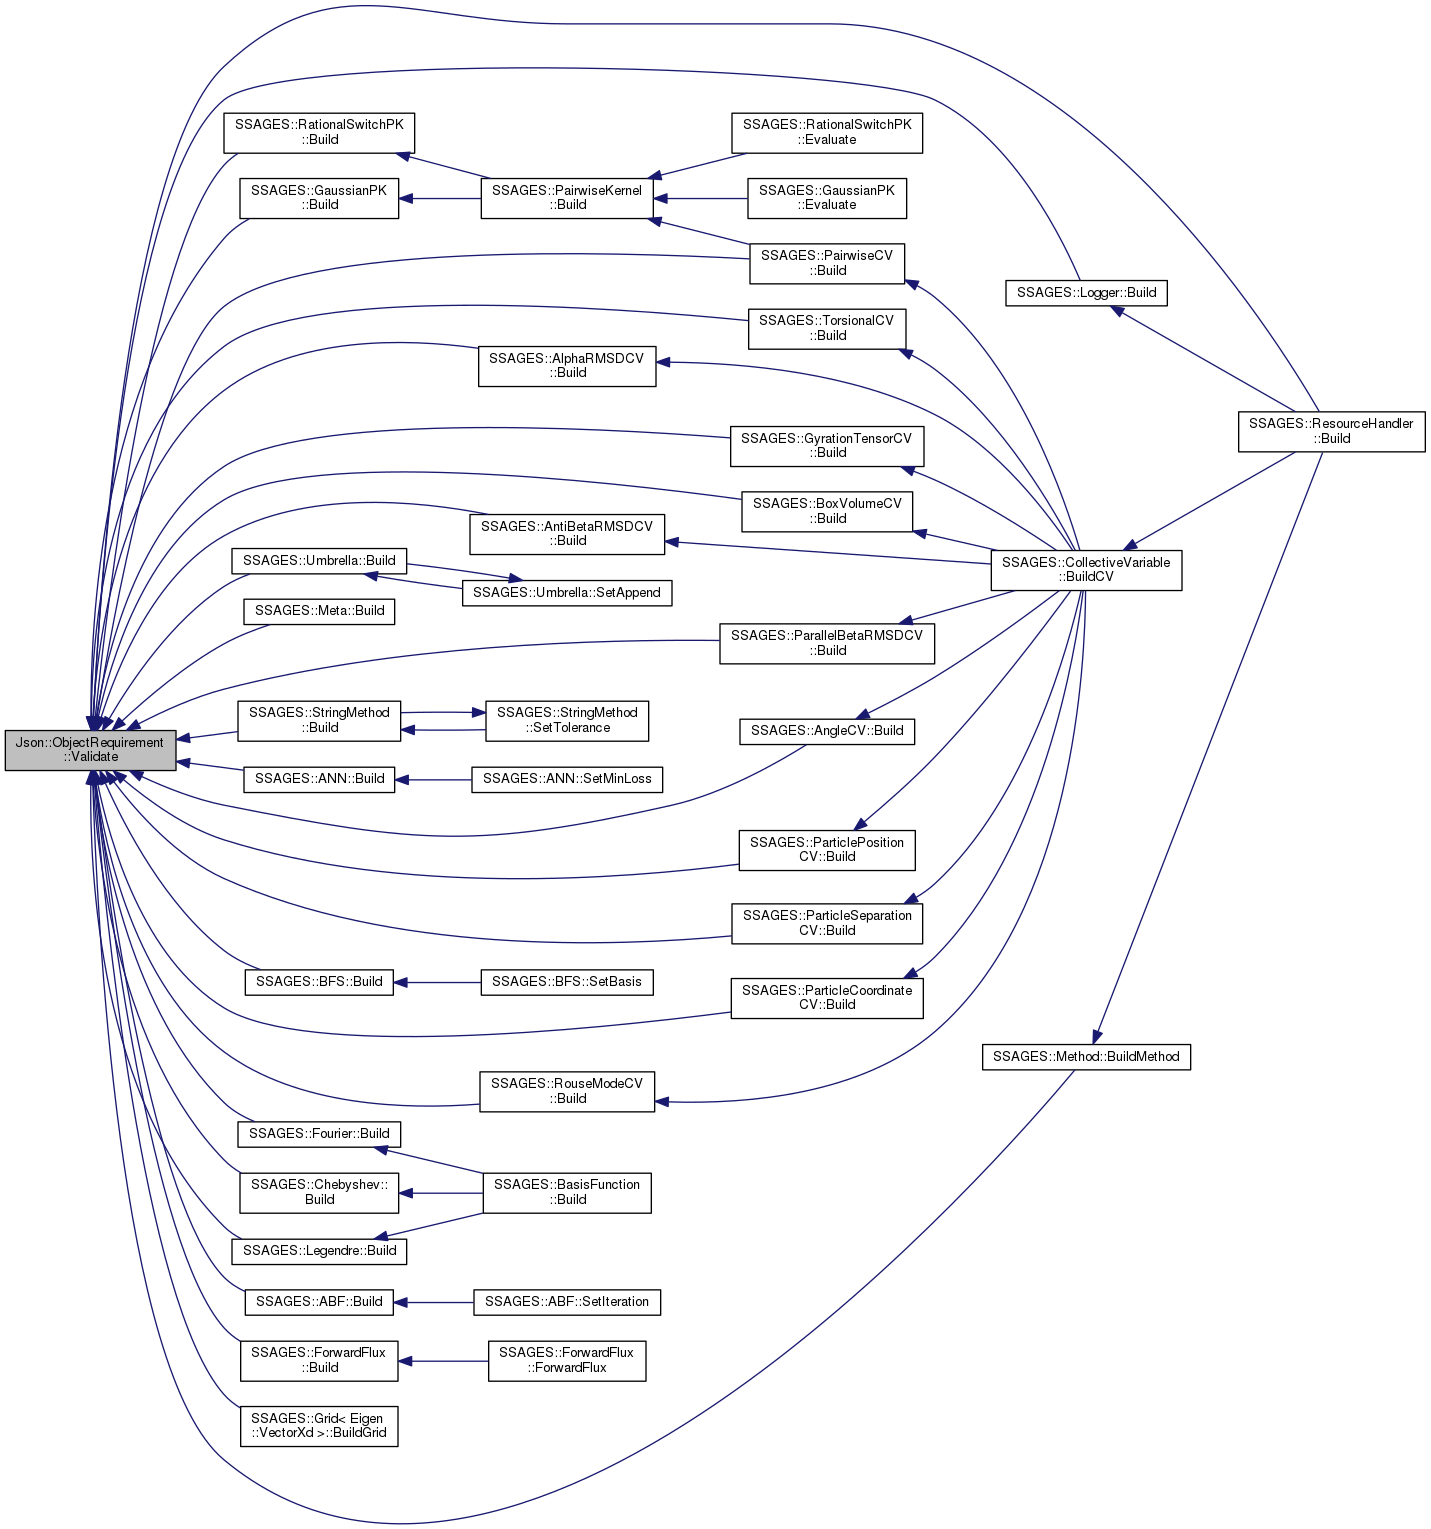 SSAGES::RationalSwitchPK
::Build
SSAGES::RationalSwitchPK
::Evaluate
SSAGES::GaussianPK
::Build
SSAGES::PairwiseKernel
::Build
SSAGES::GaussianPK
::Evaluate
SSAGES::PairwiseCV
::Build
SSAGES::Logger::Build
SSAGES::TorsionalCV
::Build
SSAGES::AlphaRMSDCV
::Build
SSAGES::ResourceHandler
::Build
SSAGES::GyrationTensorCV
::Build
SSAGES::BoxVolumeCV
::Build
SSAGES::AntiBetaRMSDCV
::Build
SSAGES::Umbrella::Build
SSAGES::CollectiveVariable
::BuildCV
SSAGES::Umbrella::SetAppend
SSAGES::Meta::Build
SSAGES::ParallelBetaRMSDCV
::Build
SSAGES::StringMethod
::Build
SSAGES::StringMethod
::SetTolerance
SSAGES::AngleCV::Build
Json::ObjectRequirement
::Validate
SSAGES::ANN::Build
SSAGES::ANN::SetMinLoss
SSAGES::ParticlePosition
CV::Build
SSAGES::ParticleSeparation
CV::Build
SSAGES::BFS::Build
SSAGES::BFS::SetBasis
SSAGES::ParticleCoordinate
CV::Build
SSAGES::Method::BuildMethod
SSAGES::RouseModeCV
::Build
SSAGES::Fourier::Build
SSAGES::Chebyshev::
Build
SSAGES::BasisFunction
::Build
SSAGES::Legendre::Build
SSAGES::ABF::Build
SSAGES::ABF::SetIteration
SSAGES::ForwardFlux
::Build
SSAGES::ForwardFlux
::ForwardFlux
SSAGES::Grid< Eigen
::VectorXd >::BuildGrid